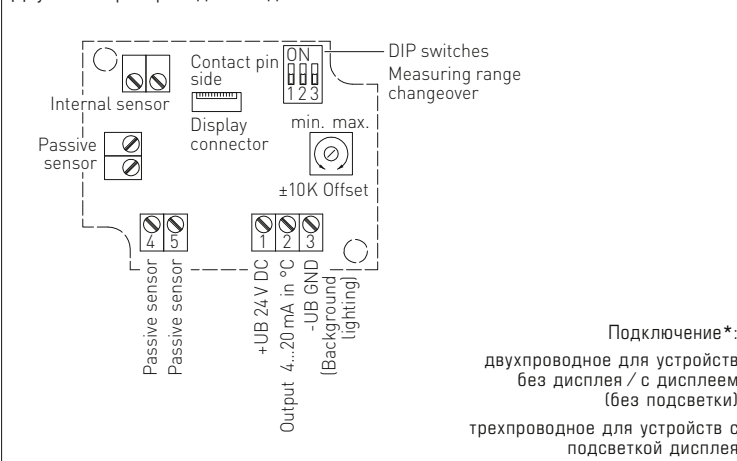 ON
1 2 3
DIP switches
Measuring range
changeover
Contact pin
side
Internal sensor
Display
connector
Passive
sensor
min. max.
±10K Offset
4 5
1 2 3
Passive sensor
Passive sensor
+UB 24 V DC
Output 4...20 mA in °C
-UB GND
(Background
lighting)
Подключение*:
двухпроводное для устройств
без дисплея / с дисплеем
(без подсветки)
трехпроводное для устройств с
подсветкой дисплея